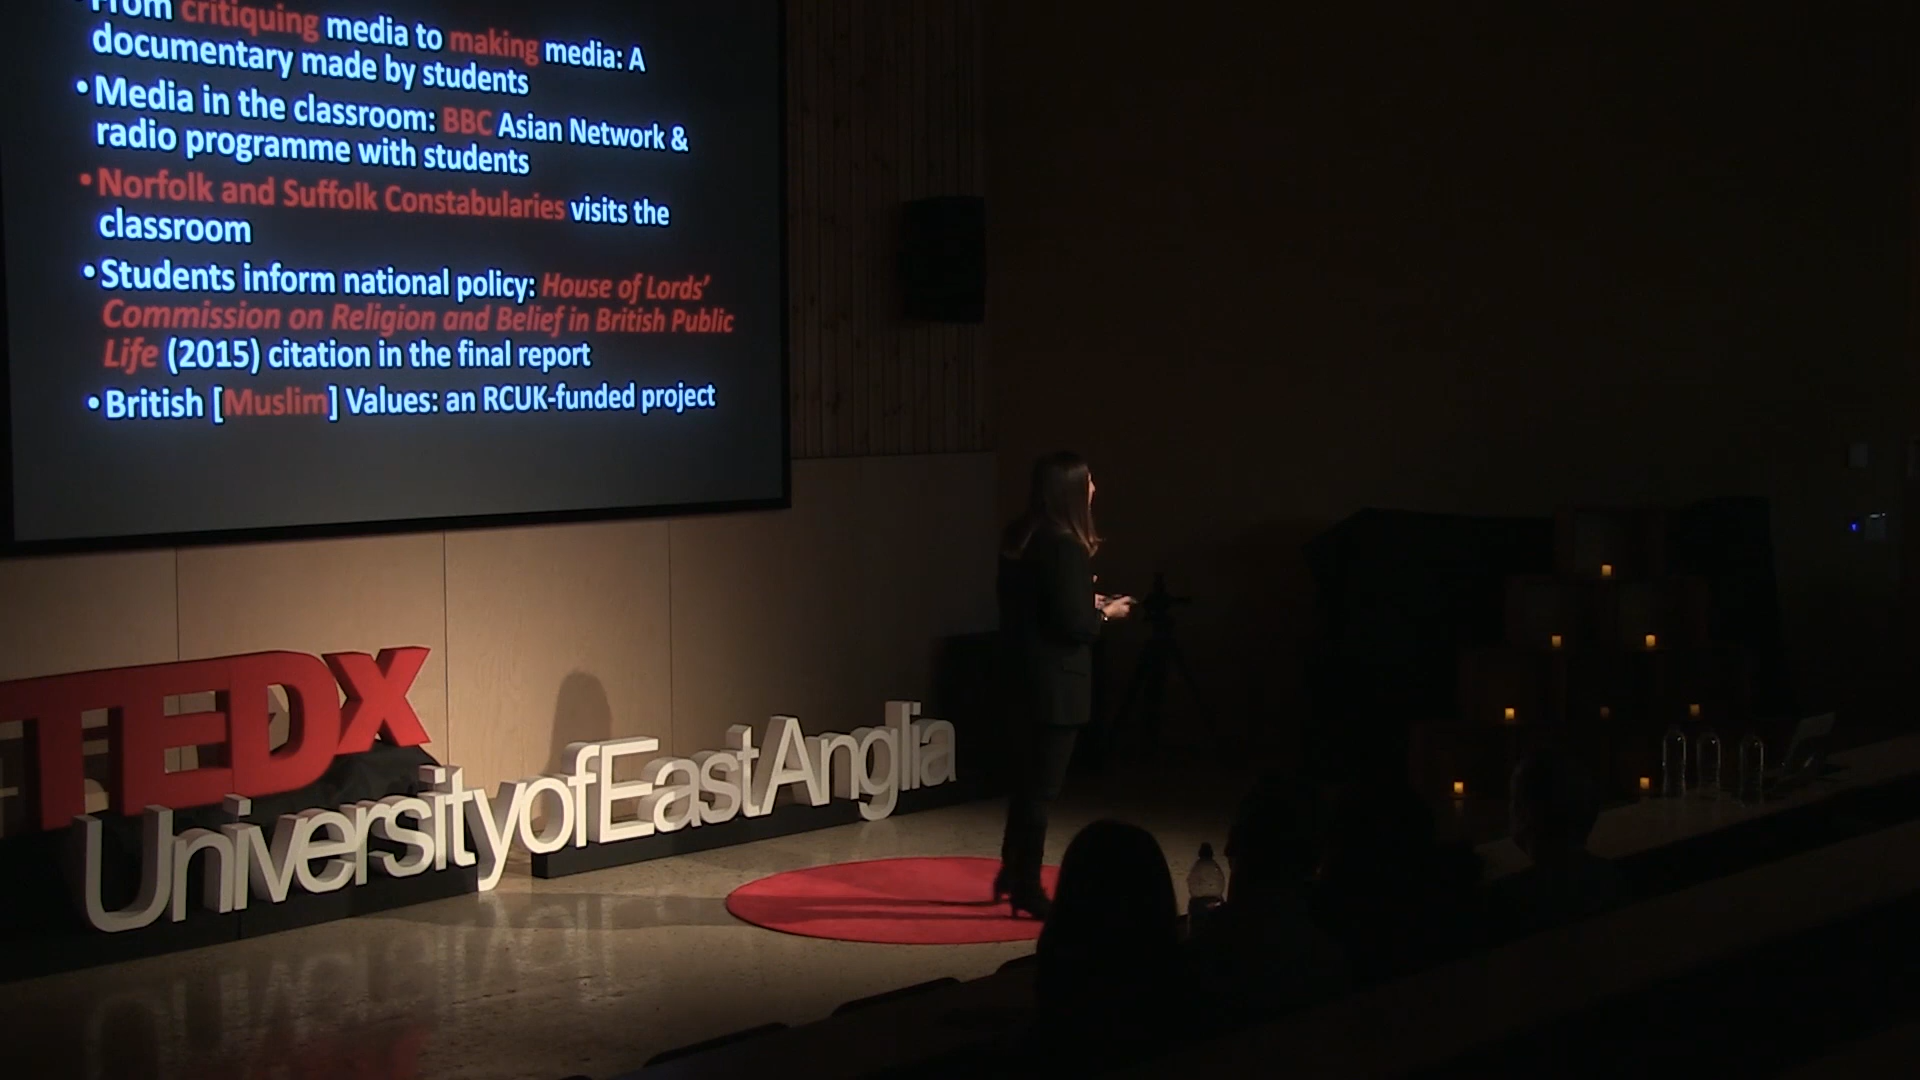 From critiquing media to making media: A
documentary made by students
• Media in the classroom: BBC Asian Network &
radio programme with students
• Norfolk and Suffolk Constabularies visits the
classroom
• Students inform national policy: House of Lords’
Commission on Religion and Belief in British Public
Life (2015) citation in the final report
• British [Muslim] Values: an RCUK-funded project
TEDx
UniversityofEastAnglia